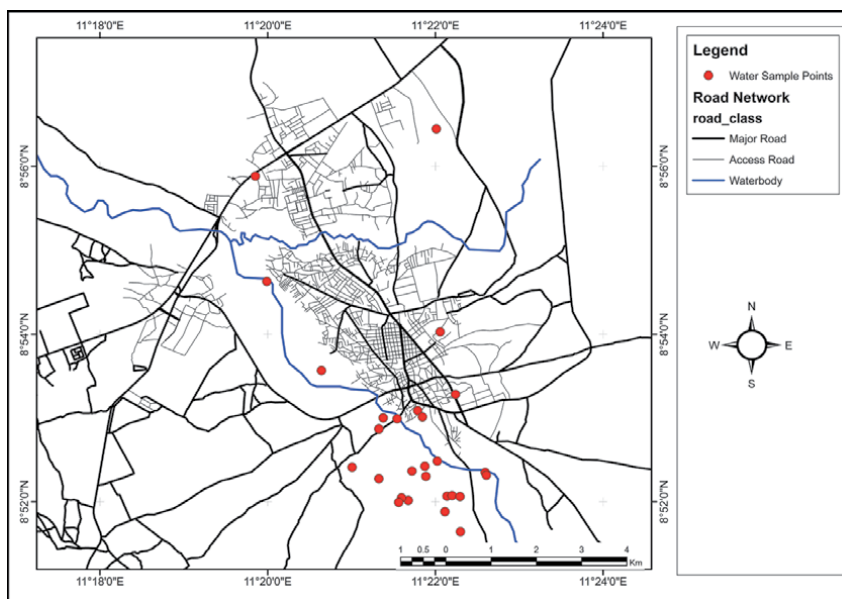 11°18'0"E 11°20'0"E 11°22'0"E 11°24'0"E
8°56'0"N 8°56'0"N
8°54'0"N 8°54'0"N
8°52'0"N 8°52'0"N
1 0.5 0 1 2 3 4
Km
11°18'0"E 11°20'0"E 11°22'0"E 11°24'0"E
Legend
Water Sample Points
Road Network
road_class
Major Road
Access Road
Waterbody
N
W E
S